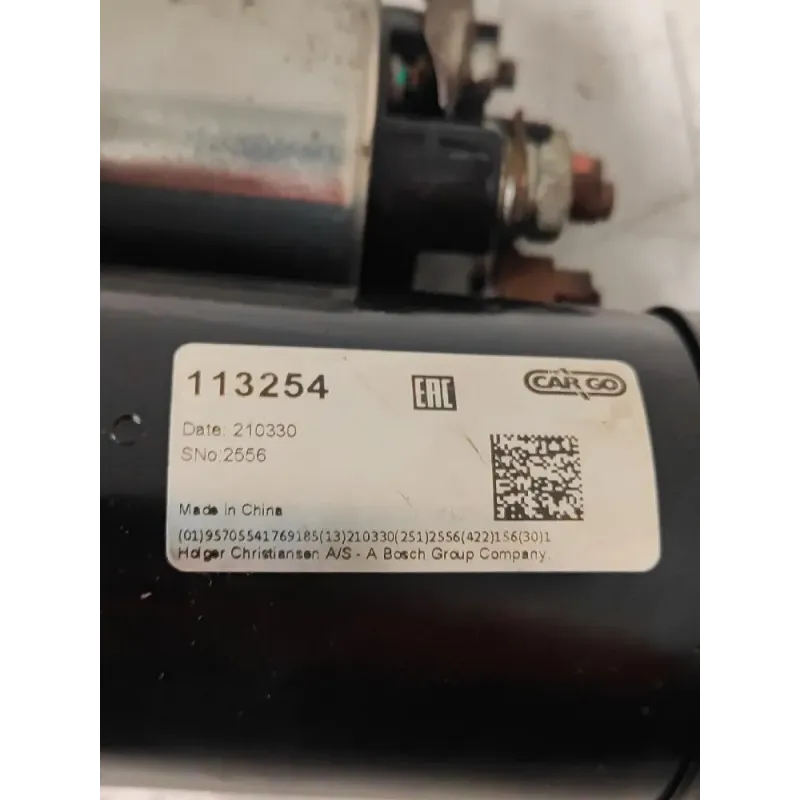 113254
EAC
CARGO
Date: 210330
SNo:2556
Made in China
(01)95705541769185(13)210330(251)2556(422)156(30)1
Holger Christiansen A/S - A Bosch Group Company.